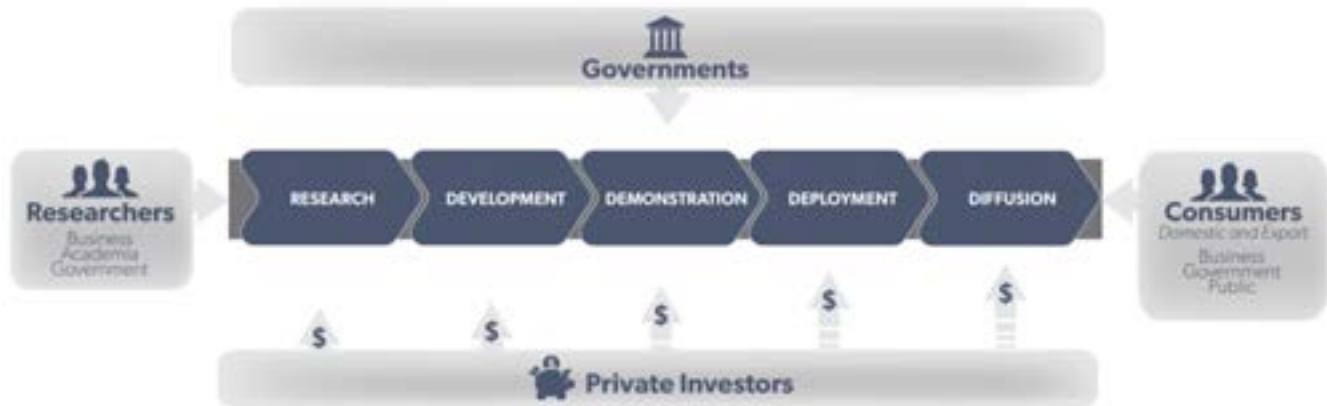 Governments
Researchers
Business
Academia
Government
RESEARCH
DEVELOPMENT
DEMONSTRATION
DEPLOYMENT
DIFFUSION
Consumers
Domestic and Export
Business
Government
Public
$
$
$
$
$
Private Investors